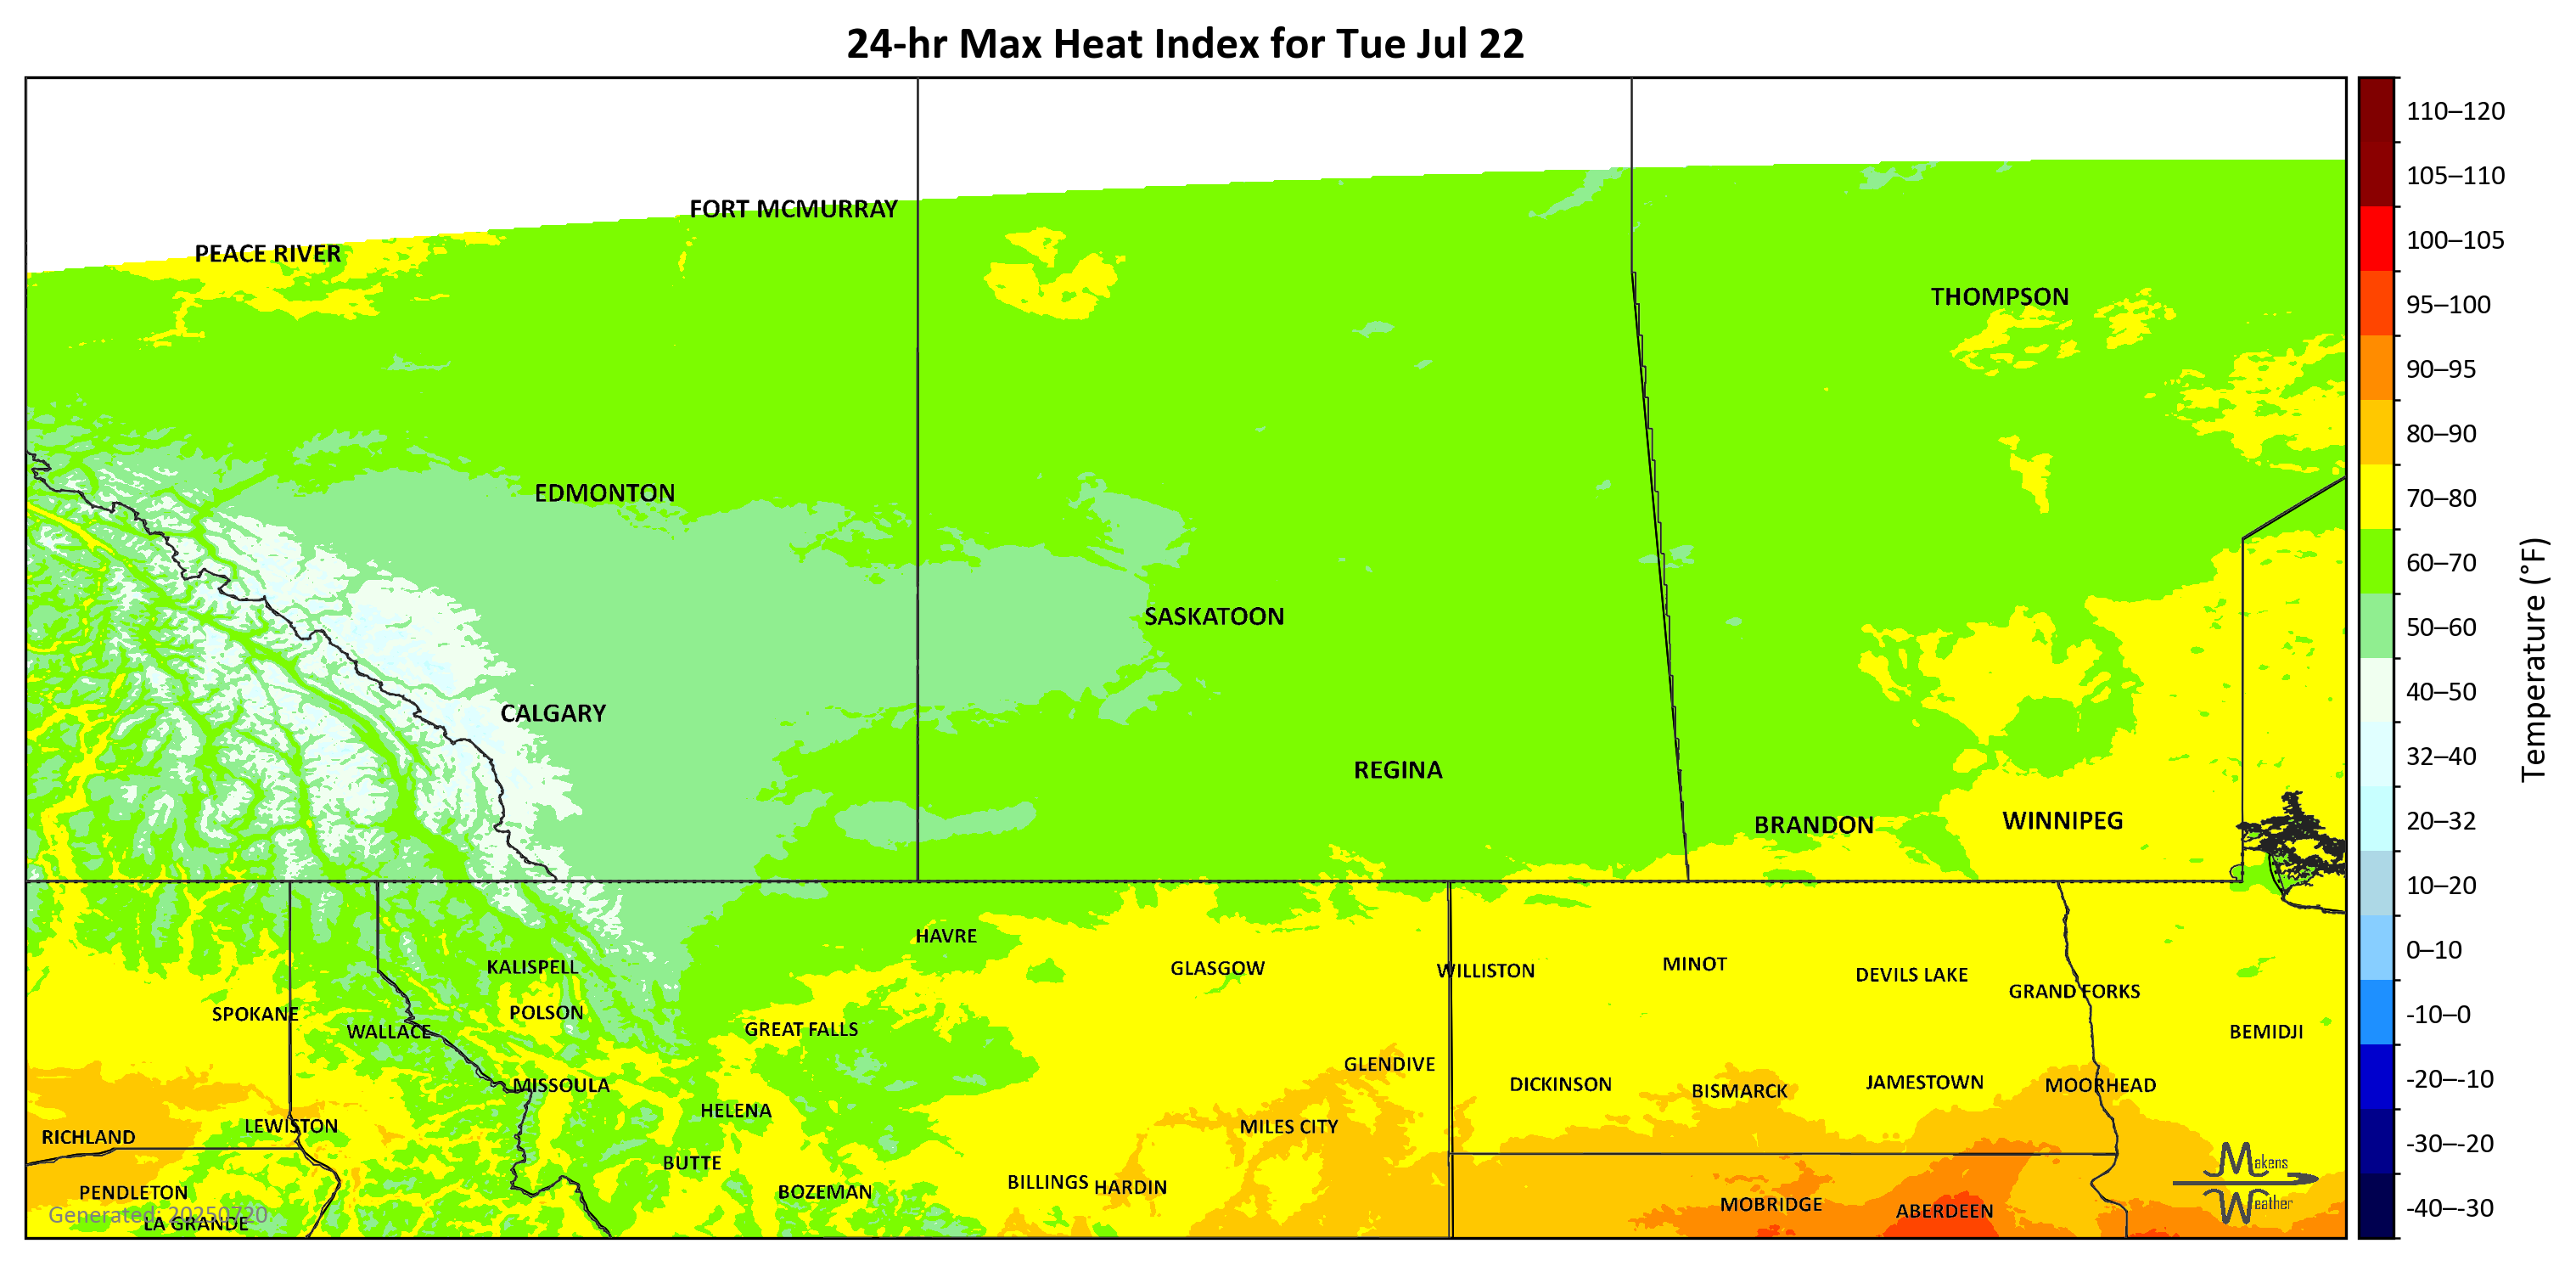 24-hr Max Heat Index for Tue Jul 22
FORT MCMURRAY
PEACE RIVER
THOMPSON
EDMONTON
SASKATOON
CALGARY
REGINA
BRANDON
WINNIPEG
HAVRE
KALISPELL
GLASGOW
WILLISTON
MINOT
DEVILS LAKE
GRAND FORKS
SPOKANE
POLSON
WALLACE
GREAT FALLS
BEMIDJI
GLENDIVE
MISSOULA
DICKINSON
BISMARCK
JAMESTOWN
MOORHEAD
HELENA
LEWISTON
MILES CITY
RICHLAND
BUTTE
BILLINGS
HARDIN
PENDLETON
BOZEMAN
MOBRIDGE
ABERDEEN
Generated: 20250720
LA GRANDE
Makens
Weather
110–120
105–110
100–105
95–100
90–95
80–90
70–80
60–70
50–60
40–50
32–40
20–32
10–20
0–10
-10–0
-20–-10
-30–-20
-40–-30
Temperature (°F)